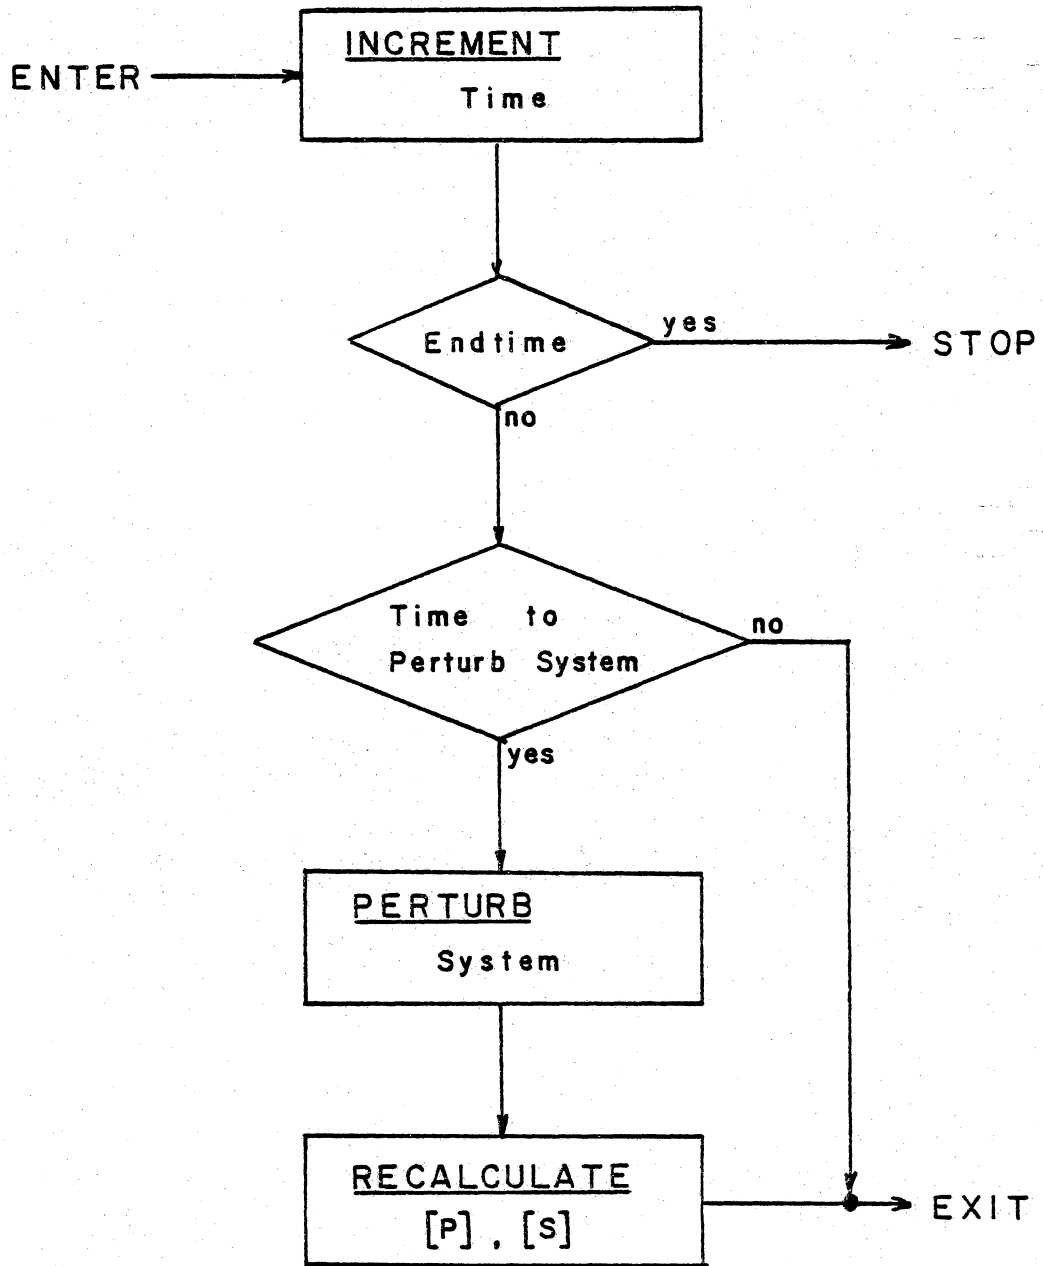 INCREMENT
ENTER
Time
Endtime
yes
STOP
no
Time to
Perturb System
no
yes
PERTURB
System
RECALCULATE
[P], [S]
EXIT